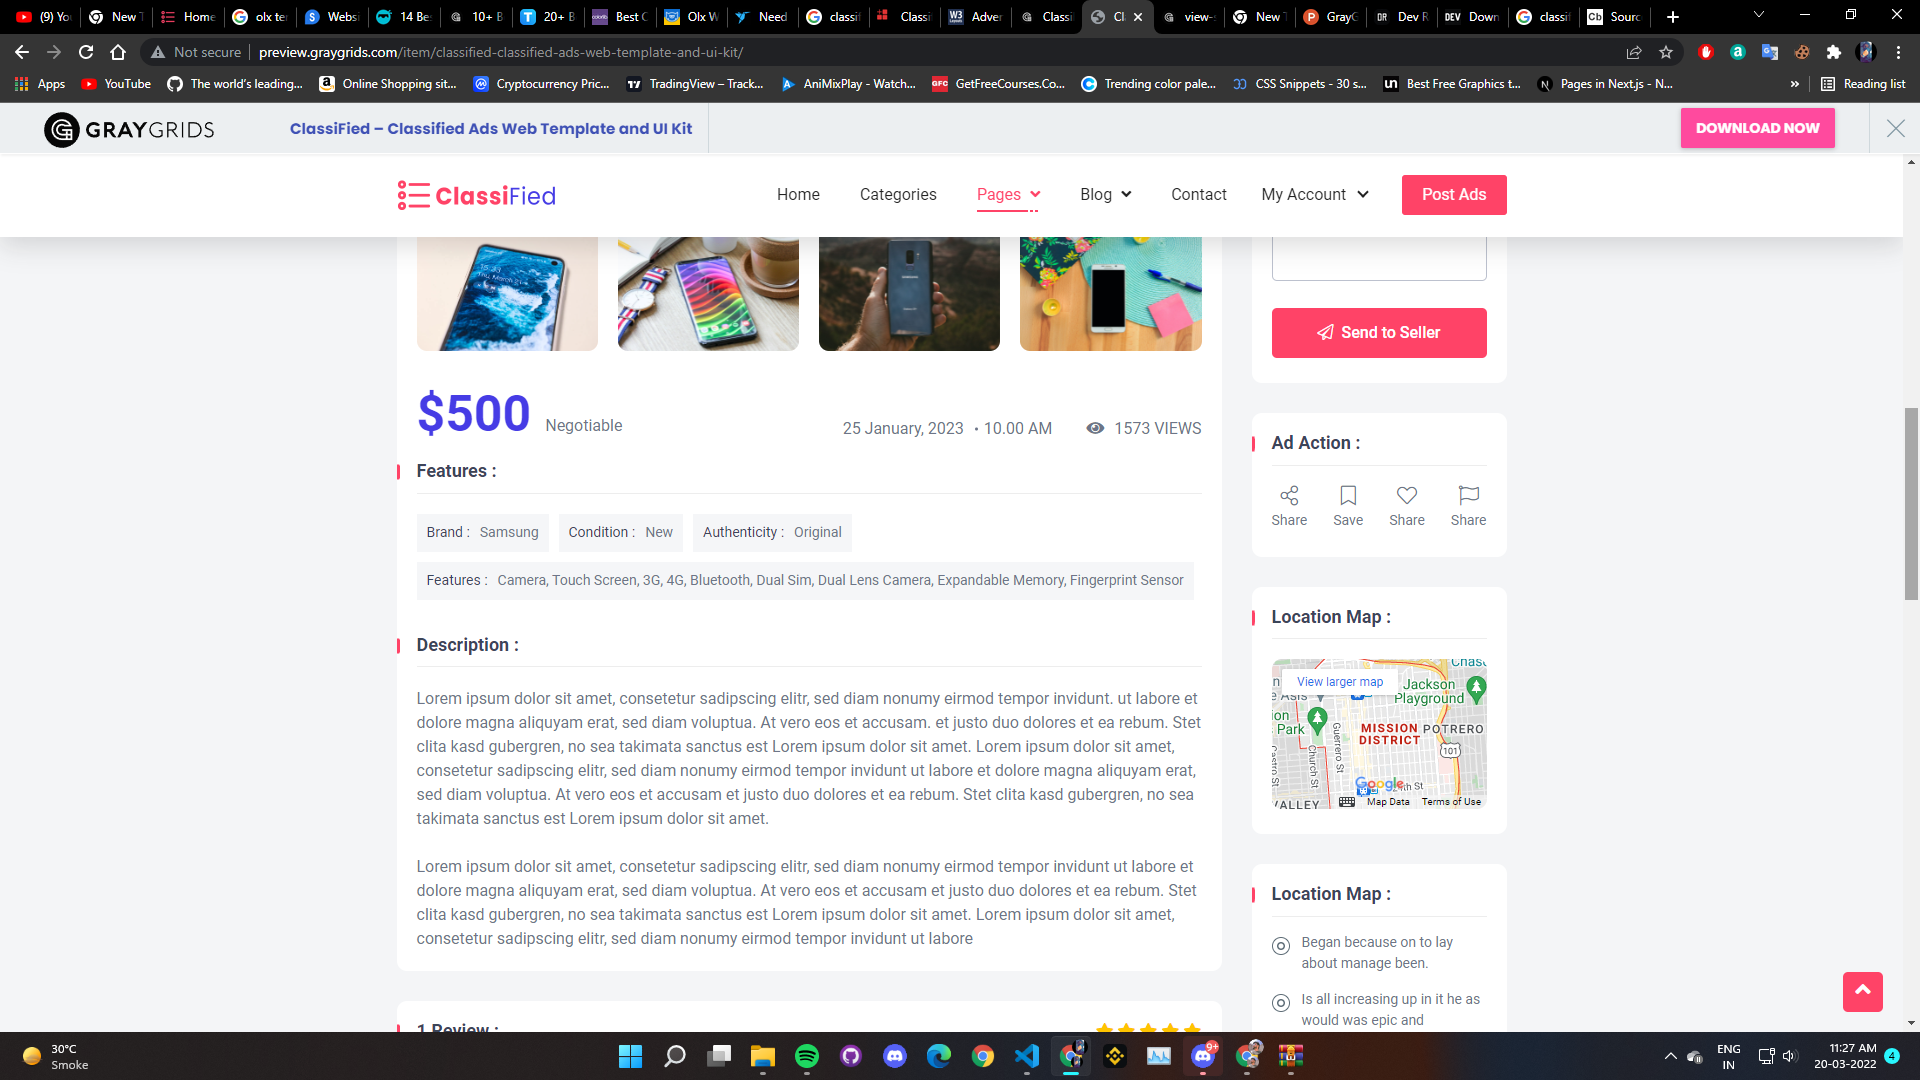 (9) Yo
New T
Home
olx te
Websi
14 Be
10+ B
20+ B
Best C
Olx W
Need
classif
Classi
Adver
Classi
Cl
view-
New T
GrayG
Dev R
Down
classif
Sourc
Not secure
preview.graygrids.com/item/classified-classified-ads-web-template-and-ui-kit/
Apps
YouTube
The world's leading...
Online Shopping sit...
Cryptocurrency Pric...
TradingView – Track...
AniMixPlay - Watch...
GetFreeCourses.Co...
Trending color pale...
CSS Snippets - 30 s...
Best Free Graphics t...
Pages in Next.js - N...
»
Reading list
GRAYGRIDS
ClassiFied – Classified Ads Web Template and UI Kit
DOWNLOAD NOW
ClassiFied
Home
Categories
Pages
Blog
Contact
My Account
Post Ads
Send to Seller
$500 Negotiable
25 January, 2023 • 10.00 AM
1573 VIEWS
Features :
Brand : Samsung
Condition : New
Authenticity : Original
Features : Camera, Touch Screen, 3G, 4G, Bluetooth, Dual Sim, Dual Lens Camera, Expandable Memory, Fingerprint Sensor
Description :
Lorem ipsum dolor sit amet, consetetur sadipscing elitr, sed diam nonumy eirmod tempor invidunt. ut labore et
dolore magna aliquyam erat, sed diam voluptua. At vero eos et accusam. et justo duo dolores et ea rebum. Stet
clita kasd gubergren, no sea takimata sanctus est Lorem ipsum dolor sit amet. Lorem ipsum dolor sit amet,
consetetur sadipscing elitr, sed diam nonumy eirmod tempor invidunt ut labore et dolore magna aliquyam erat,
sed diam voluptua. At vero eos et accusam et justo duo dolores et ea rebum. Stet clita kasd gubergren, no sea
takimata sanctus est Lorem ipsum dolor sit amet.
Lorem ipsum dolor sit amet, consetetur sadipscing elitr, sed diam nonumy eirmod tempor invidunt ut labore et
dolore magna aliquyam erat, sed diam voluptua. At vero eos et accusam et justo duo dolores et ea rebum. Stet
clita kasd gubergren, no sea takimata sanctus est Lorem ipsum dolor sit amet. Lorem ipsum dolor sit amet,
consetetur sadipscing elitr, sed diam nonumy eirmod tempor invidunt ut labore
1 Review :
Ad Action :
Share
Save
Share
Share
Location Map :
View larger map
Jackson
Playground
Park
MISSION
DISTRICT
POTRERO
Guerrero St
Church St
101
Google
VALLEY
Map Data
Terms of Use
Location Map :
Began because on to lay
about manage been.
Is all increasing up in it he as
would was epic and
30°C
Smoke
9+
ENG
IN
11:27 AM
20-03-2022
4